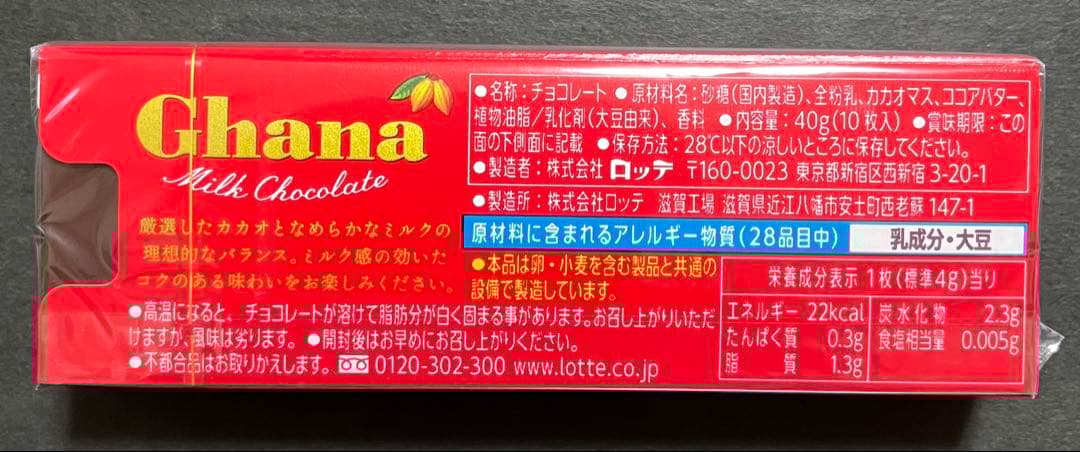 Ghana
Milk Chocolate
厳選したカカオとなめらかなミルクの
理想的なバランス。ミルク感の効いた
コクのある味わいをお楽しみください。
●名称：チョコレート ●原材料名：砂糖(国内製造)、全粉乳、カカオマス、ココアバター、
植物油脂／乳化剤(大豆由来)、香料 ●内容量：40g(10枚入) ●賞味期限：この
面の下側面に記載 ●保存方法：28℃以下の涼しいところに保存してください。
●製造者：株式会社 ロッテ 〒160-0023 東京都新宿区西新宿 3-20-1
●製造所：株式会社ロッテ 滋賀工場 滋賀県近江八幡市安土町西老蘇 147-1
原材料に含まれるアレルギー物質(28品目中) 乳成分・大豆
●本品は卵・小麦を含む製品と共通の
設備で製造しています。
●高温になると、チョコレートが溶けて脂肪分が白く固まる事があります。お召し上がりいただ
けますが、風味は劣ります。 ●開封後はお早めにお召し上がりください。
●不都合品はお取りかえします。 0120-302-300 www.lotte.co.jp
栄養成分表示 1枚(標準4g)当り
エネルギー 22kcal 炭水化物 2.3g
たんぱく質 0.3g 食塩相当量 0.005g
脂質 1.3g